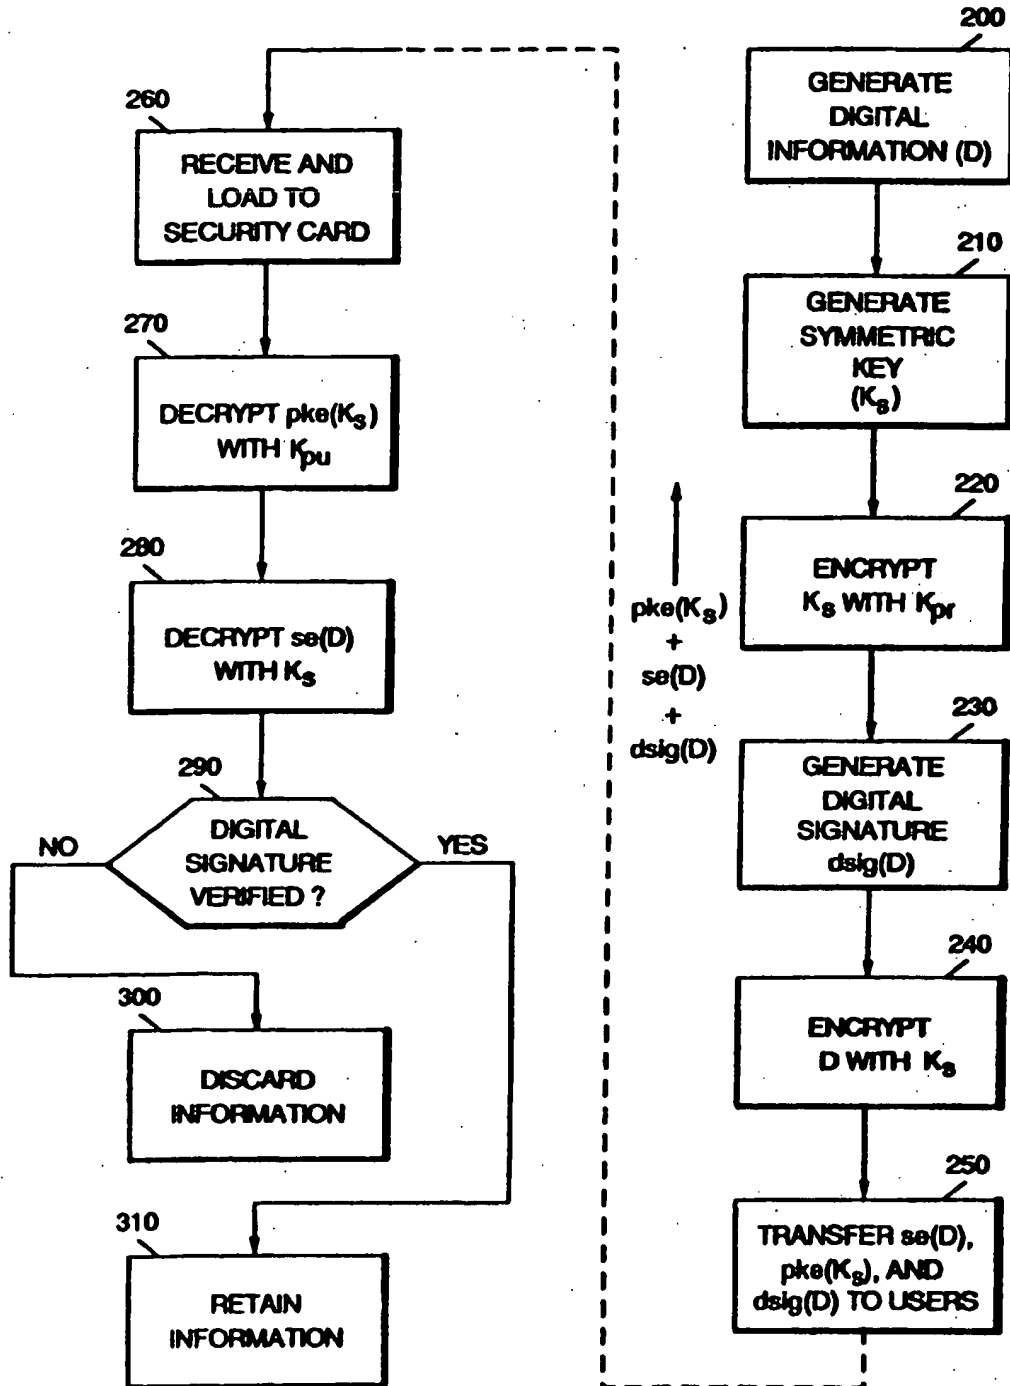 260
RECEIVE AND
LOAD TO
SECURITY CARD
270
DECRYPT pke(Ks)
WITH Kpu
280
DECRYPT se(D)
WITH Ks
290
DIGITAL
SIGNATURE
VERIFIED ?
NO
YES
300
DISCARD
INFORMATION
310
RETAIN
INFORMATION
pke(Ks)
+
se(D)
+
dsig(D)
200
GENERATE
DIGITAL
INFORMATION (D)
210
GENERATE
SYMMETRIC
KEY
(Ks)
220
ENCRYPT
Ks WITH Kpr
230
GENERATE
DIGITAL
SIGNATURE
dsig(D)
240
ENCRYPT
D WITH Ks
250
TRANSFER se(D),
pke(Ks), AND
dsig(D) TO USERS